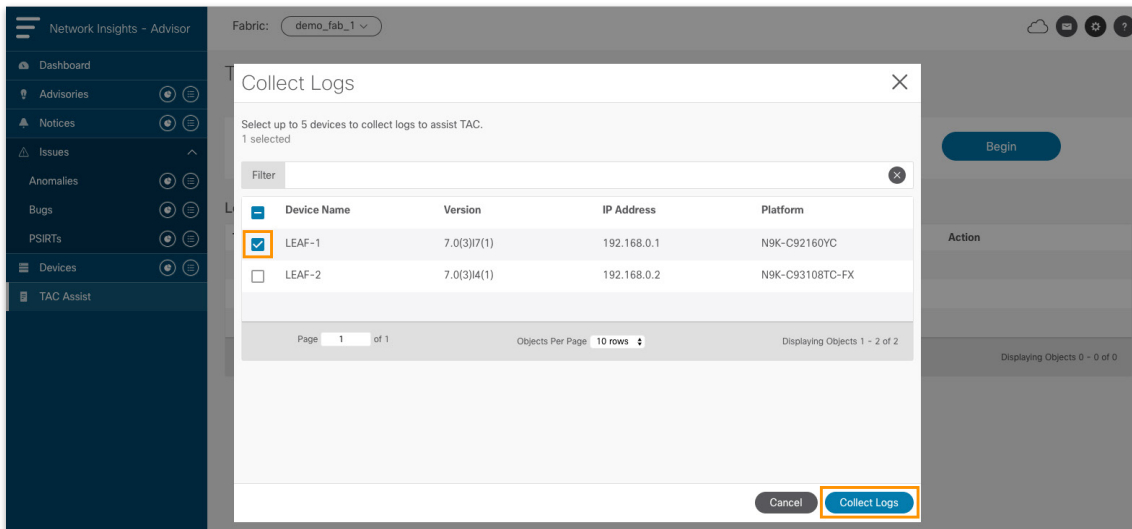 Network Insights - Advisor
Fabric: demo_fab_1
?
Dashboard
Advisories
Notices
Issues
Anomalies
Bugs
PSIRTs
Devices
TAC Assist
T
Collect Logs
Select up to 5 devices to collect logs to assist TAC.
1 selected
Begin
Filter
L
Device Name Version IP Address Platform
Action
LEAF-1 7.0(3)I7(1) 192.168.0.1 N9K-C92160YC
LEAF-2 7.0(3)I4(1) 192.168.0.2 N9K-C93108TC-FX
Page 1 of 1 Objects Per Page 10 rows Displaying Objects 1 - 2 of 2
Displaying Objects 0 - 0 of 0
Cancel Collect Logs